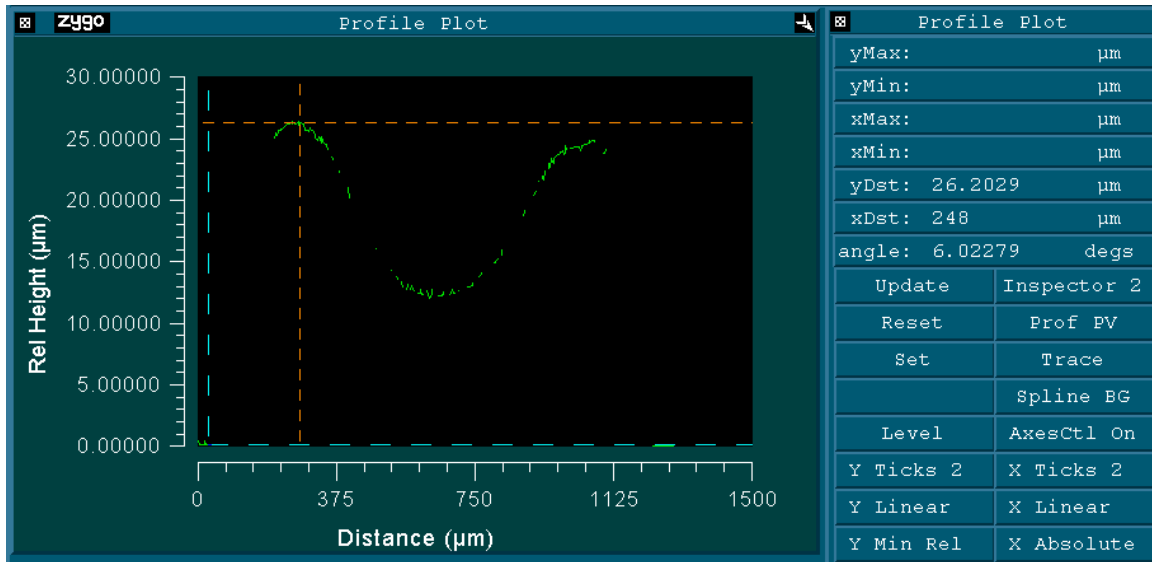 zygo
Profile Plot
30.00000
25.00000
20.00000
15.00000
10.00000
5.00000
0.00000
Rel Height (µm)
0 375 750 1125 1500
Distance (µm)
Profile Plot
yMax: µm
yMin: µm
xMax: µm
xMin: µm
yDst: 26.2029 µm
xDst: 248 µm
angle: 6.02279 degs
Update Inspector 2
Reset Prof PV
Set Trace
Spline BG
Level AxesCtl On
Y Ticks 2 X Ticks 2
Y Linear X Linear
Y Min Rel X Absolute